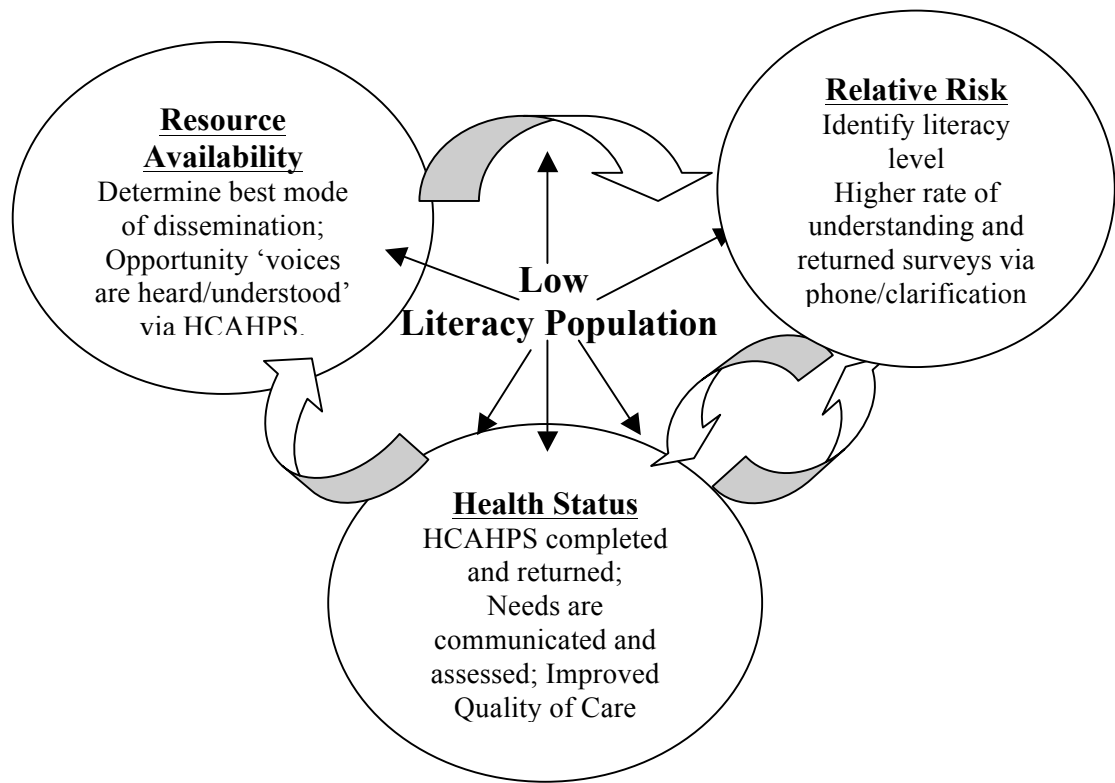 Resource
Availability
Determine best mode
of dissemination;
Opportunity ‘voices
are heard/understood’
via HCAHPS.
Relative Risk
Identify literacy
level
Higher rate of
understanding and
returned surveys via
phone/clarification
Low
Literacy Population
Health Status
HCAHPS completed
and returned;
Needs are
communicated and
assessed; Improved
Quality of Care